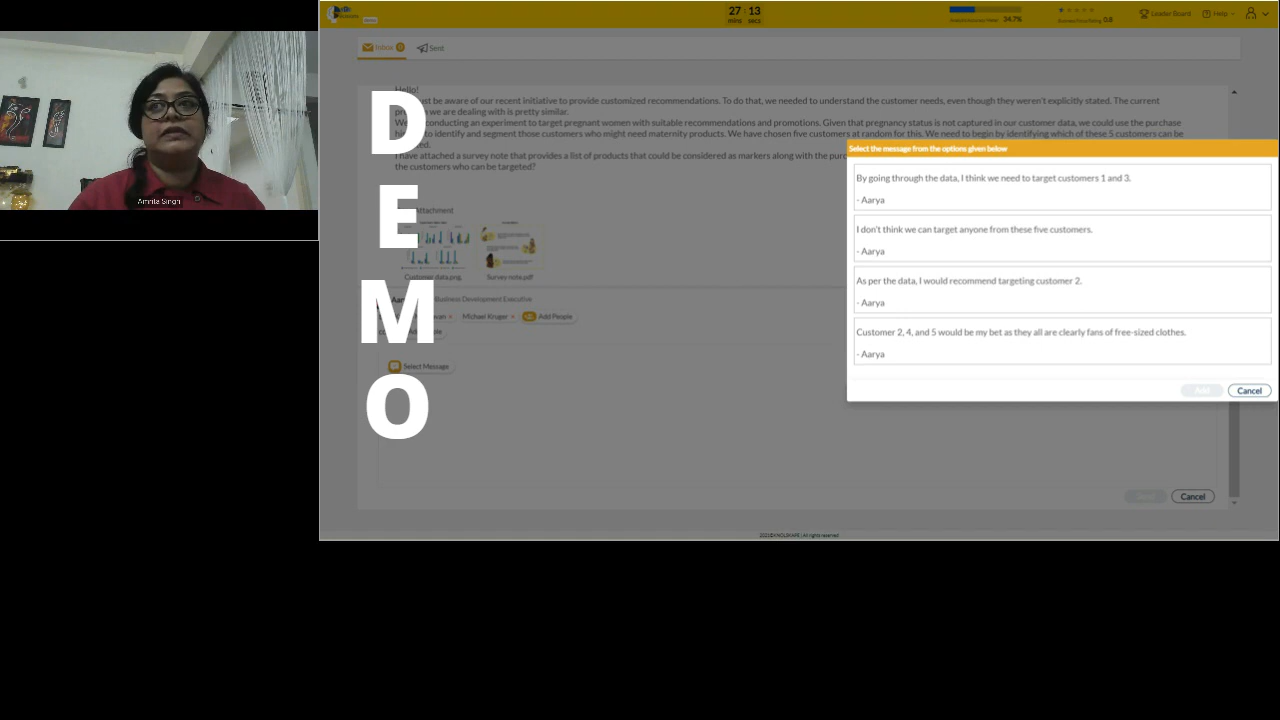 27 : 13
mins secs
34.7%
0.8
Leader Board
Help
Inbox 0
Sent
Hello!
ust be aware of our recent initiative to provide customized recommendations. To do that, we needed to understand the customer needs, even though they weren't explicitly stated. The current
we are dealing with is pretty similar.
We conducting an experiment to target pregnant women with suitable recommendations and promotions. Given that pregnancy status is not captured in our customer data, we could use the purchase
to identify and segment those customers who might need maternity products. We have chosen five customers at random for this. We need to begin by identifying which of these 5 customers can be
I have attached a survey note that provides a list of products that could be considered as markers along with the
the customers who can be targeted?
Attachment
Customer data.png,
Survey note.pdf
Business Development Executive
Michael Kruger
Add People
Select Message
Cancel
DEMO
Select the message from the options given below
By going through the data, I think we need to target customers 1 and 3.
- Aarya
I don't think we can target anyone from these five customers.
- Aarya
As per the data, I would recommend targeting customer 2.
- Aarya
Customer 2, 4, and 5 would be my bet as they all are clearly fans of free-sized clothes.
- Aarya
Add
Cancel
Amrita Singh
2021©KNOLSKAPE | All rights reserved